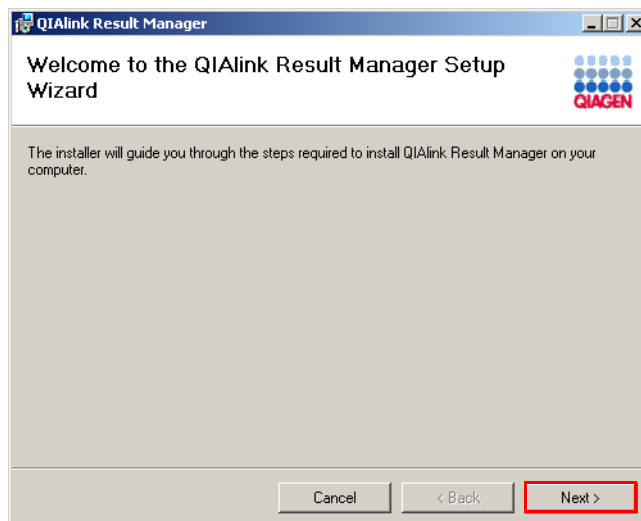 QIAlink Result Manager
Welcome to the QIAlink Result Manager Setup
Wizard
QIAGEN
The installer will guide you through the steps required to install QIAlink Result Manager on your
computer.
Cancel
< Back
Next >